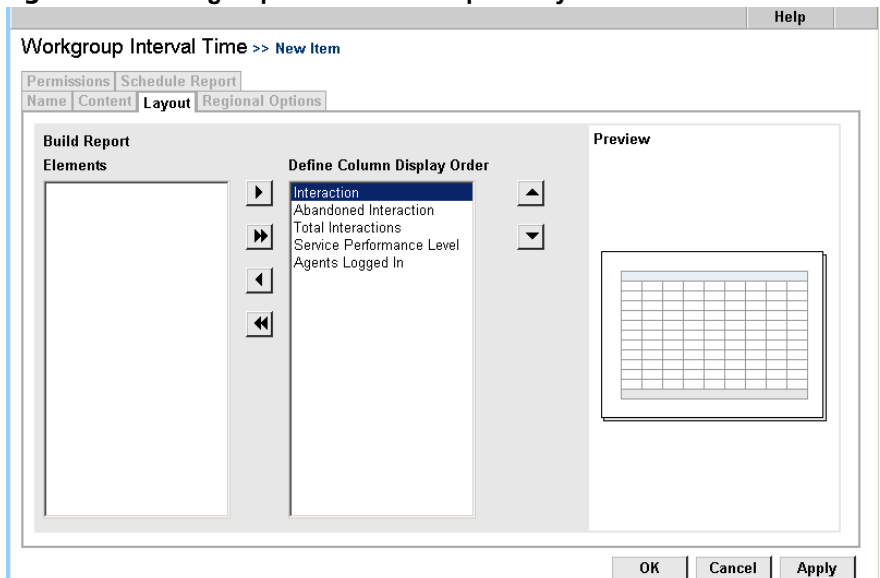 Help
Workgroup Interval Time >> New Item
Permissions Schedule Report
Name Content Layout Regional Options
Build Report
Preview
Elements
Define Column Display Order
Interaction
Abandoned Interaction
Total Interactions
Service Performance Level
Agents Logged In
OK Cancel Apply